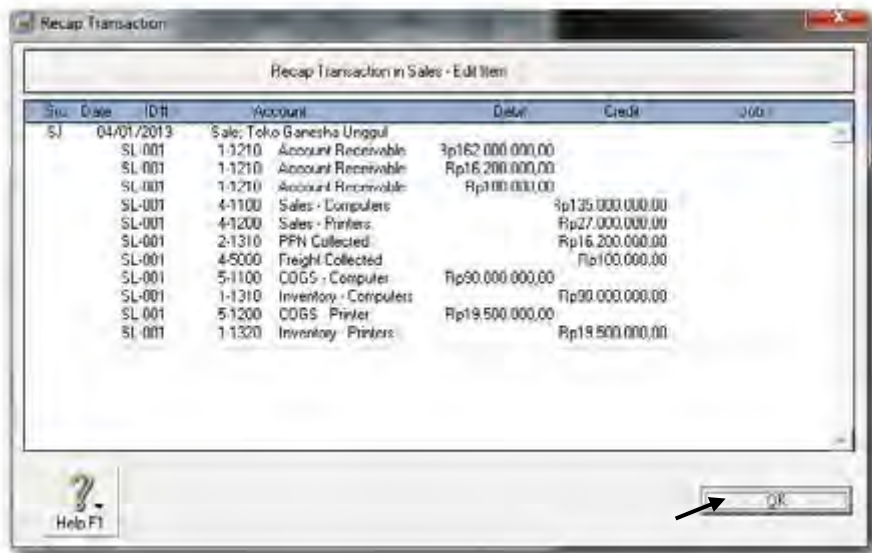 Recap Transaction
Recap Transaction in Sales - Edit Item
Src Date ID# Account Debit Credit Job
SJ 04/01/2013 Sale; Toko Ganesha Unggul
SL-001 1-1210 Account Receivable Rp162.000.000,00
SL-001 1-1210 Account Receivable Rp16.200.000,00
SL-001 1-1210 Account Receivable Rp100.000,00
SL-001 4-1100 Sales - Computers Rp135.000.000,00
SL-001 4-1200 Sales - Printers Rp27.000.000,00
SL-001 2-1310 PPN Collected Rp16.200.000,00
SL-001 4-5000 Freight Collected Rp100.000,00
SL-001 5-1100 COGS - Computer Rp90.000.000,00
SL-001 1-1310 Inventory - Computers Rp90.000.000,00
SL-001 5-1200 COGS - Printer Rp19.500.000,00
SL-001 1-1320 Inventory - Printers Rp19.500.000,00
Help F1
OK